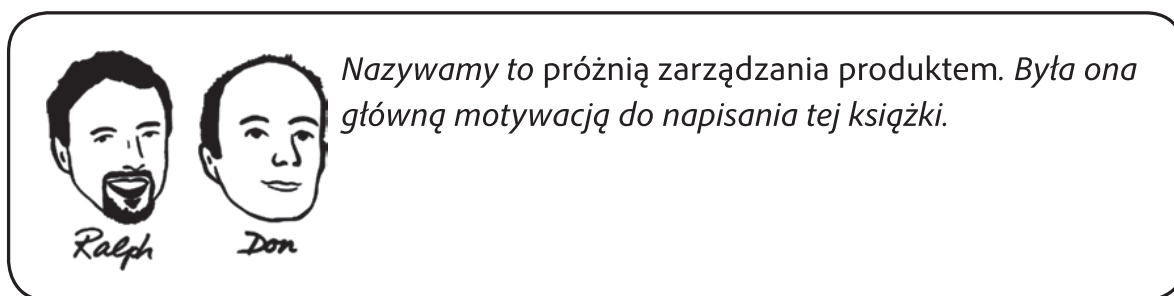 Nazywamy to próżnią zarządzania produktem. Była ona
główną motywacją do napisania tej książki.
Ralph Don